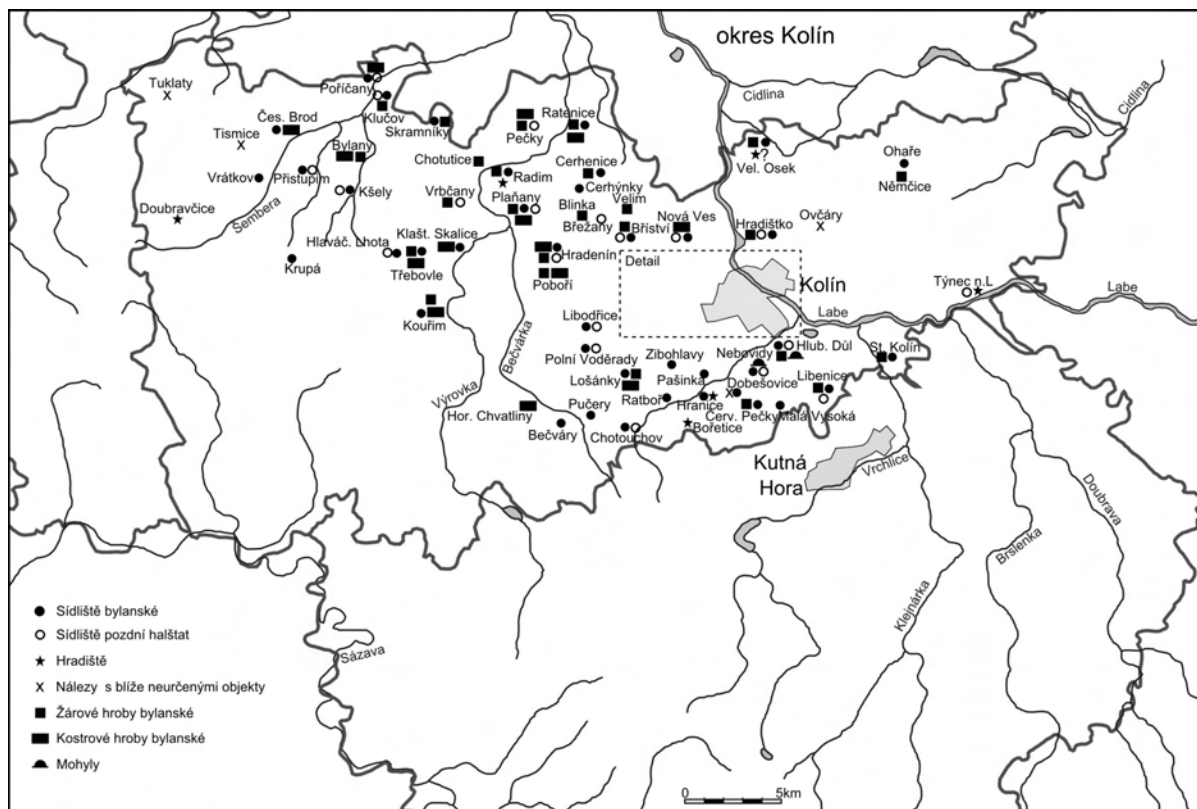 okres Kolín
Tuklaty
Poříčany
Cidlina
Cidlina
Čes. Brod
Klučov
Skramníky
Ratenice
Pečky
Tismice
Bylany
Chotutice
Cerhenice
Vel. Osek
?
Ohaře
Vrátkov
Přistupim
Radim
Cerhýnky
Němčice
Kšely
Vrbčany
Plaňany
Blinka
Velim
Doubravčice
Šembera
Břežany
Bříství
Nová Ves
Hradištko
Ovčáry
Hlaváč. Lhota
Klašt. Skalice
Hradenín
Detail
Krupá
Třebovle
Poboří
Kolín
Týnec n.L
Labe
Labe
Kouřim
Libodřice
Bečvárka
Polní Voděrady
Zibohlavy
Nebovidy
Hlub. Důl
St. Kolín
Výrovka
Lošánky
Pašinka
Dobešovice
Libenice
Ratboř
Hranice
Hor. Chvatliny
Pučery
Červ. Pečky
Malá Vysoká
Bečváry
Chotouchov
Bořetice
Kutná
Hora
Vrchlice
Doubrava
Brslenka
Klejnárka
Sázava
Sídliště bylanské
Sídliště pozdní halštat
Hradiště
Nálezy s blíže neurčenými objekty
Žárové hroby bylanské
Kostrové hroby bylanské
Mohyly
0 5km